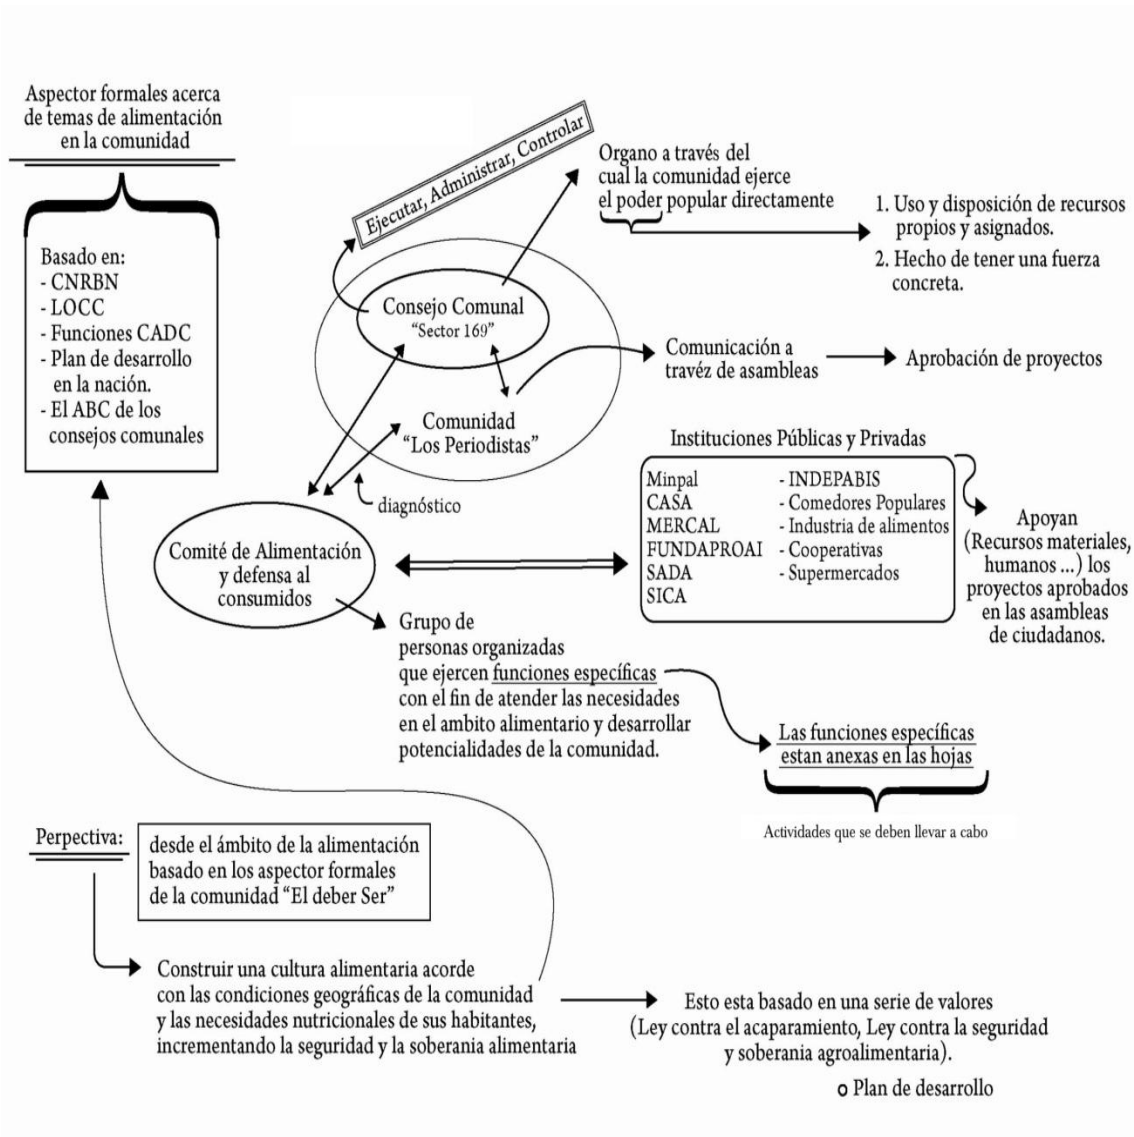 Aspector formales acerca
de temas de alimentación
en la comunidad
Basado en:
- CNRBN
- LOCC
- Funciones CADC
- Plan de desarrollo
en la nación.
- El ABC de los
consejos comunales
Ejecutar, Administrar, Controlar
Organo a través del
cual la comunidad ejerce
el poder popular directamente
1. Uso y disposición de recursos
propios y asignados.
2. Hecho de tener una fuerza
concreta.
Consejo Comunal
"Sector 169"
Comunicación a
travéz de asambleas
Aprobación de proyectos
Comunidad
"Los Periodistas"
diagnóstico
Instituciones Públicas y Privadas
Minpal
CASA
MERCAL
FUNDAPROAI
SADA
SICA
- INDEPABIS
- Comedores Populares
- Industria de alimentos
- Cooperativas
- Supermercados
Apoyan
(Recursos materiales,
humanos ...) los
proyectos aprobados
en las asambleas
de ciudadanos.
Comité de Alimentación
y defensa al
consumidos
Grupo de
personas organizadas
que ejercen funciones específicas
con el fin de atender las necesidades
en el ambito alimentario y desarrollar
potencialidades de la comunidad.
Las funciones específicas
estan anexas en las hojas
Actividades que se deben llevar a cabo
Perpectiva:
desde el ámbito de la alimentación
basado en los aspector formales
de la comunidad "El deber Ser"
Construir una cultura alimentaria acorde
con las condiciones geográficas de la comunidad
y las necesidades nutricionales de sus habitantes,
incrementando la seguridad y la soberania alimentaria
Esto esta basado en una serie de valores
(Ley contra el acaparamiento, Ley contra la seguridad
y soberania agroalimentaria).
o Plan de desarrollo